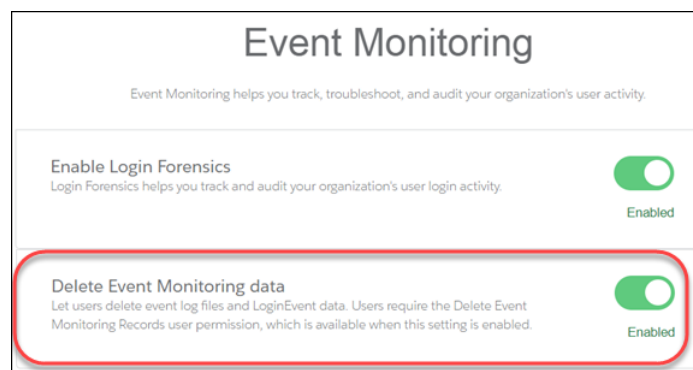 Event Monitoring
Event Monitoring helps you track, troubleshoot, and audit your organization's user activity.
Enable Login Forensics
Login Forensics helps you track and audit your organization's user login activity.
Enabled
Delete Event Monitoring data
Let users delete event log files and LoginEvent data. Users require the Delete Event
Monitoring Records user permission, which is available when this setting is enabled.
Enabled